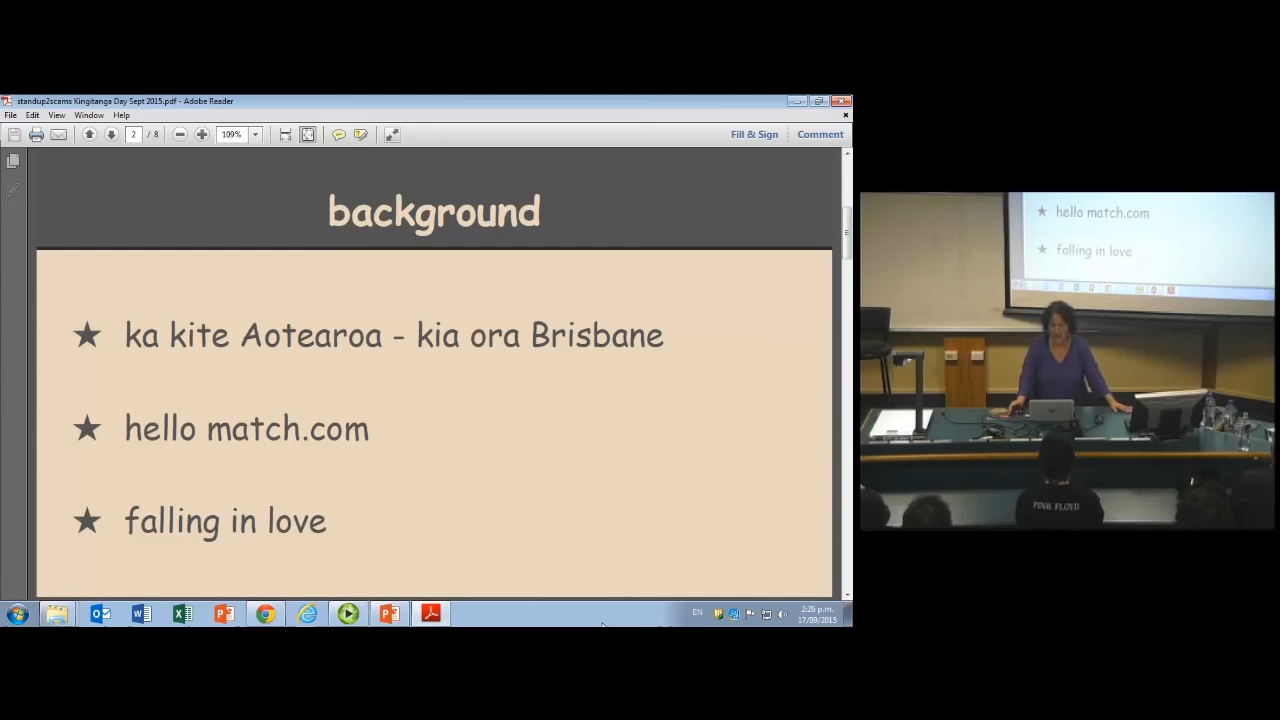 standup2scams Kingitanga Day Sept 2015.pdf - Adobe Reader
File Edit View Window Help
2 / 8 109% Fill & Sign Comment
background
★ ka kite Aotearoa - kia ora Brisbane
★ hello match.com
★ falling in love
EN 2:26 p.m.
17/09/2015
★ hello match.com
★ falling in love
PINK FLOYD